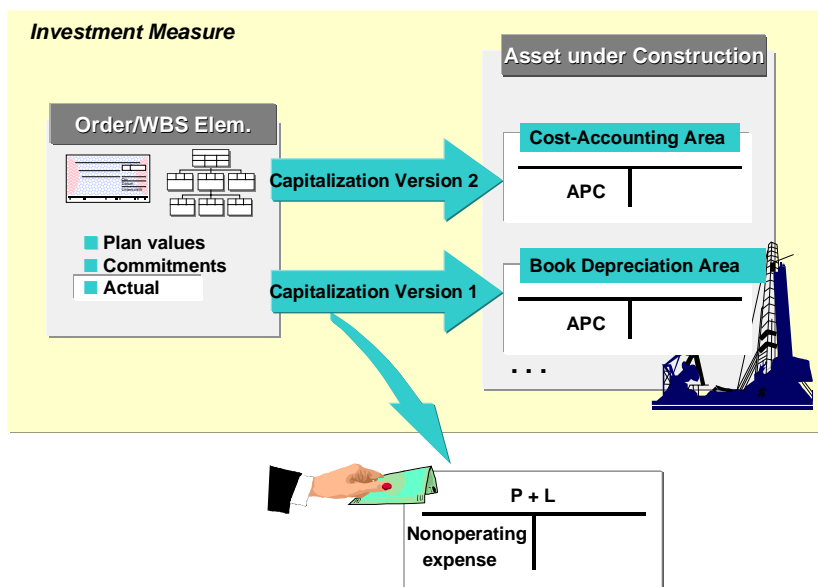 Investment Measure
Asset under Construction
Order/WBS Elem.
Cost-Accounting Area
Capitalization Version 2
APC
Plan values
Commitments
Actual
Book Depreciation Area
Capitalization Version 1
APC
. . .
P + L
Nonoperating
expense